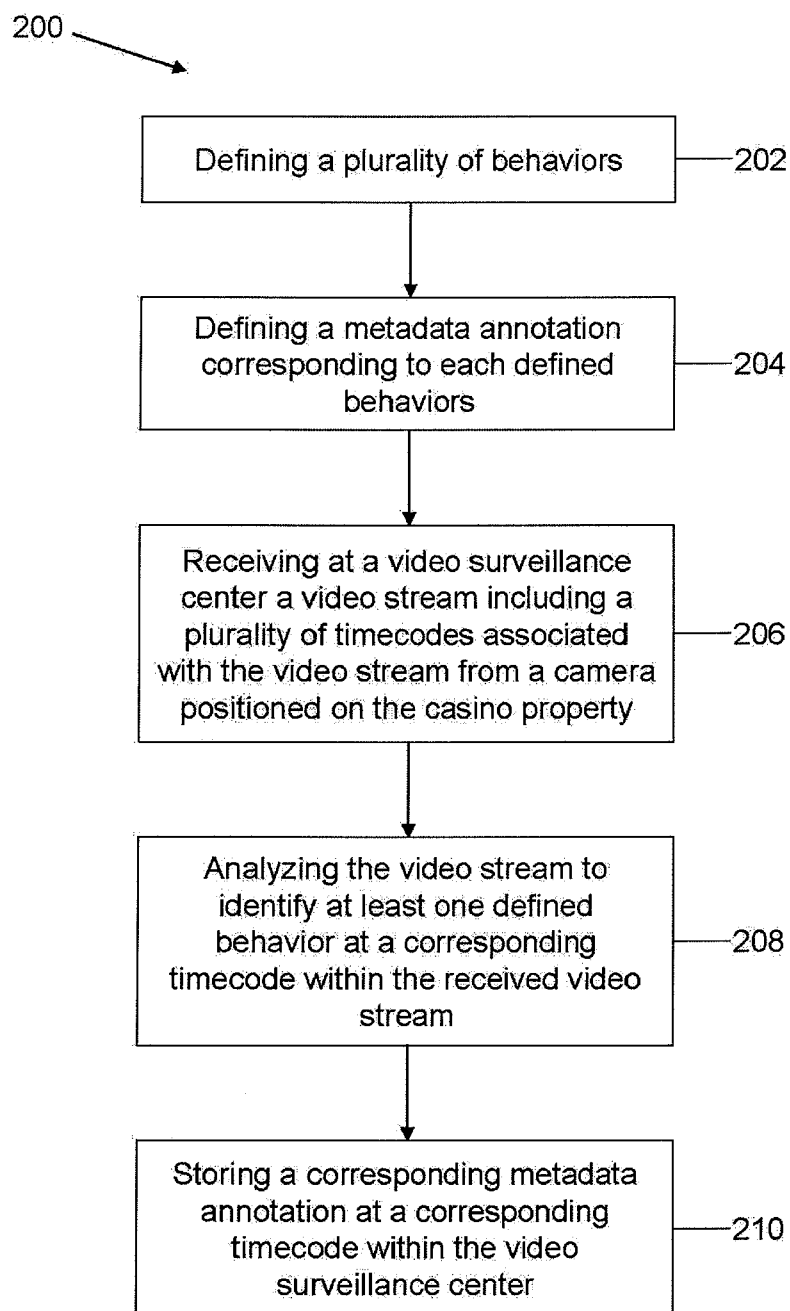 200
Defining a plurality of behaviors
202
Defining a metadata annotation
corresponding to each defined
behaviors
204
Receiving at a video surveillance
center a video stream including a
plurality of timecodes associated
with the video stream from a camera
positioned on the casino property
206
Analyzing the video stream to
identify at least one defined
behavior at a corresponding
timecode within the received video
stream
208
Storing a corresponding metadata
annotation at a corresponding
timecode within the video
surveillance center
210